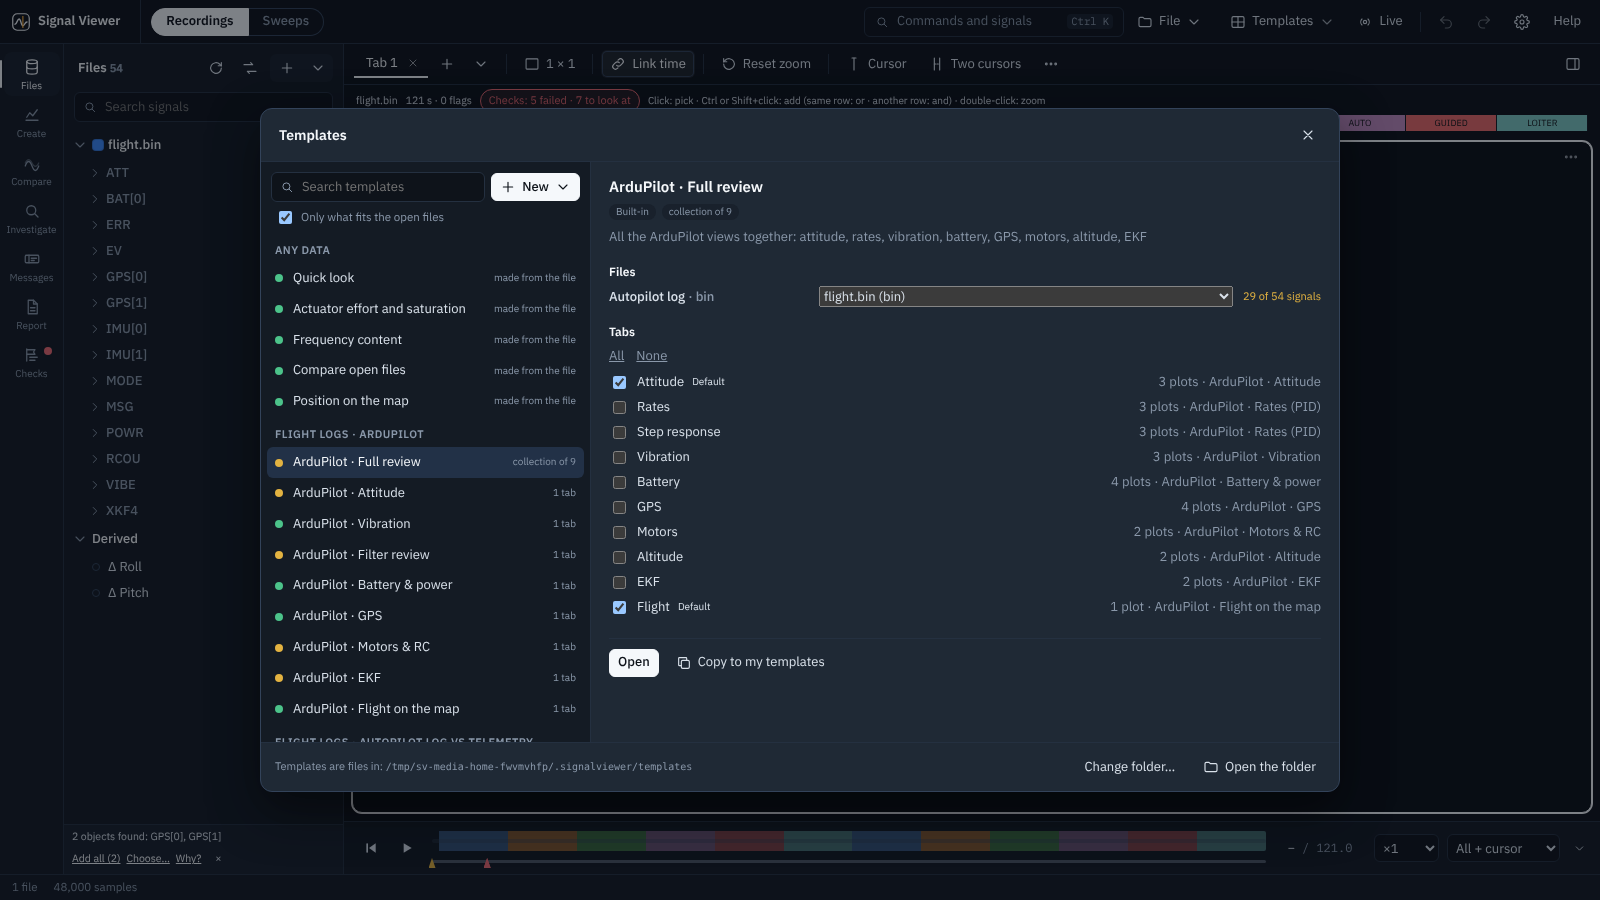 Signal Viewer
Recordings
Sweeps
Commands and signals
Ctrl K
File
Templates
Live
Help
Files
Create
Compare
Investigate
Messages
Report
Checks
Files 54
Search signals
flight.bin
ATT
BAT[0]
ERR
EV
GPS[0]
GPS[1]
IMU[0]
IMU[1]
MODE
MSG
POWR
RCOU
VIBE
XKF4
Derived
Δ Roll
Δ Pitch
2 objects found: GPS[0], GPS[1]
Add all (2) Choose... Why? ×
Tab 1 ×
1 × 1
Link time
Reset zoom
Cursor
Two cursors
flight.bin 121 s · 0 flags
Checks: 5 failed · 7 to look at
Click: pick · Ctrl or Shift+click: add (same row: or · another row: and) · double-click: zoom
AUTO
GUIDED
LOITER
Templates
Search templates
New
Only what fits the open files
ANY DATA
Quick look made from the file
Actuator effort and saturation made from the file
Frequency content made from the file
Compare open files made from the file
Position on the map made from the file
FLIGHT LOGS · ARDUPILOT
ArduPilot · Full review collection of 9
ArduPilot · Attitude 1 tab
ArduPilot · Vibration 1 tab
ArduPilot · Filter review 1 tab
ArduPilot · Battery & power 1 tab
ArduPilot · GPS 1 tab
ArduPilot · Motors & RC 1 tab
ArduPilot · EKF 1 tab
ArduPilot · Flight on the map 1 tab
FLIGHT LOGS · AUTOPILOT LOG VS TELEMETRY
ArduPilot · Full review
Built-in
collection of 9
All the ArduPilot views together: attitude, rates, vibration, battery, GPS, motors, altitude, EKF
Files
Autopilot log · bin
flight.bin (bin)
29 of 54 signals
Tabs
All None
Attitude Default 3 plots · ArduPilot · Attitude
Rates 3 plots · ArduPilot · Rates (PID)
Step response 3 plots · ArduPilot · Rates (PID)
Vibration 3 plots · ArduPilot · Vibration
Battery 4 plots · ArduPilot · Battery & power
GPS 4 plots · ArduPilot · GPS
Motors 2 plots · ArduPilot · Motors & RC
Altitude 2 plots · ArduPilot · Altitude
EKF 2 plots · ArduPilot · EKF
Flight Default 1 plot · ArduPilot · Flight on the map
Open
Copy to my templates
Templates are files in: /tmp/sv-media-home-fwvmvhfp/.signalviewer/templates
Change folder...
Open the folder
– / 121.0
×1
All + cursor
1 file 48,000 samples